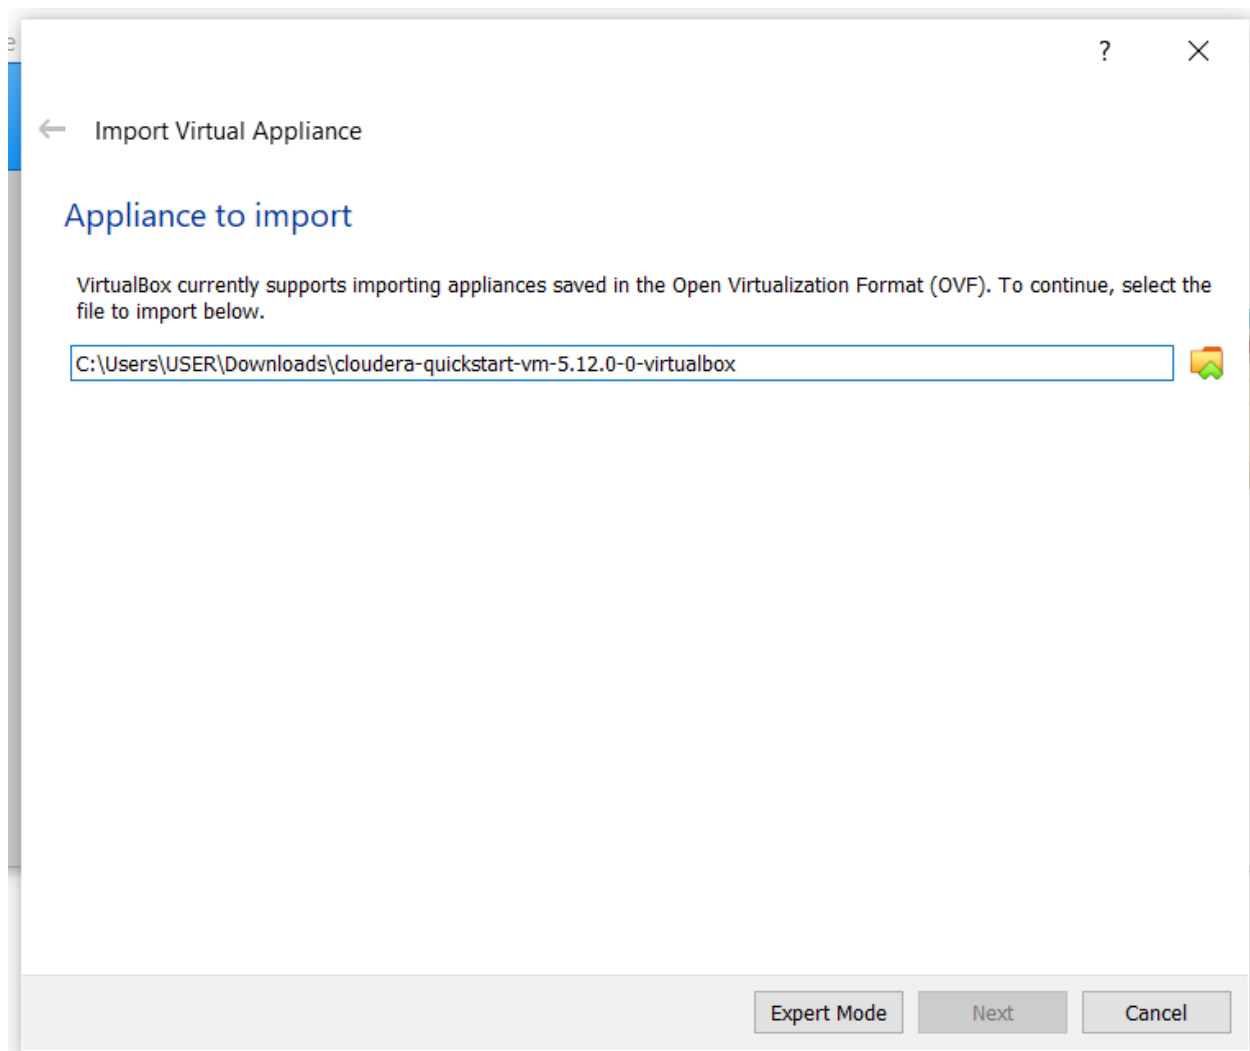 e
?
Import Virtual Appliance
Appliance to import
VirtualBox currently supports importing appliances saved in the Open Virtualization Format (OVF). To continue, select the
file to import below.
C:\Users\USER\Downloads\cloudera-quickstart-vm-5.12.0-0-virtualbox
Expert Mode Next Cancel